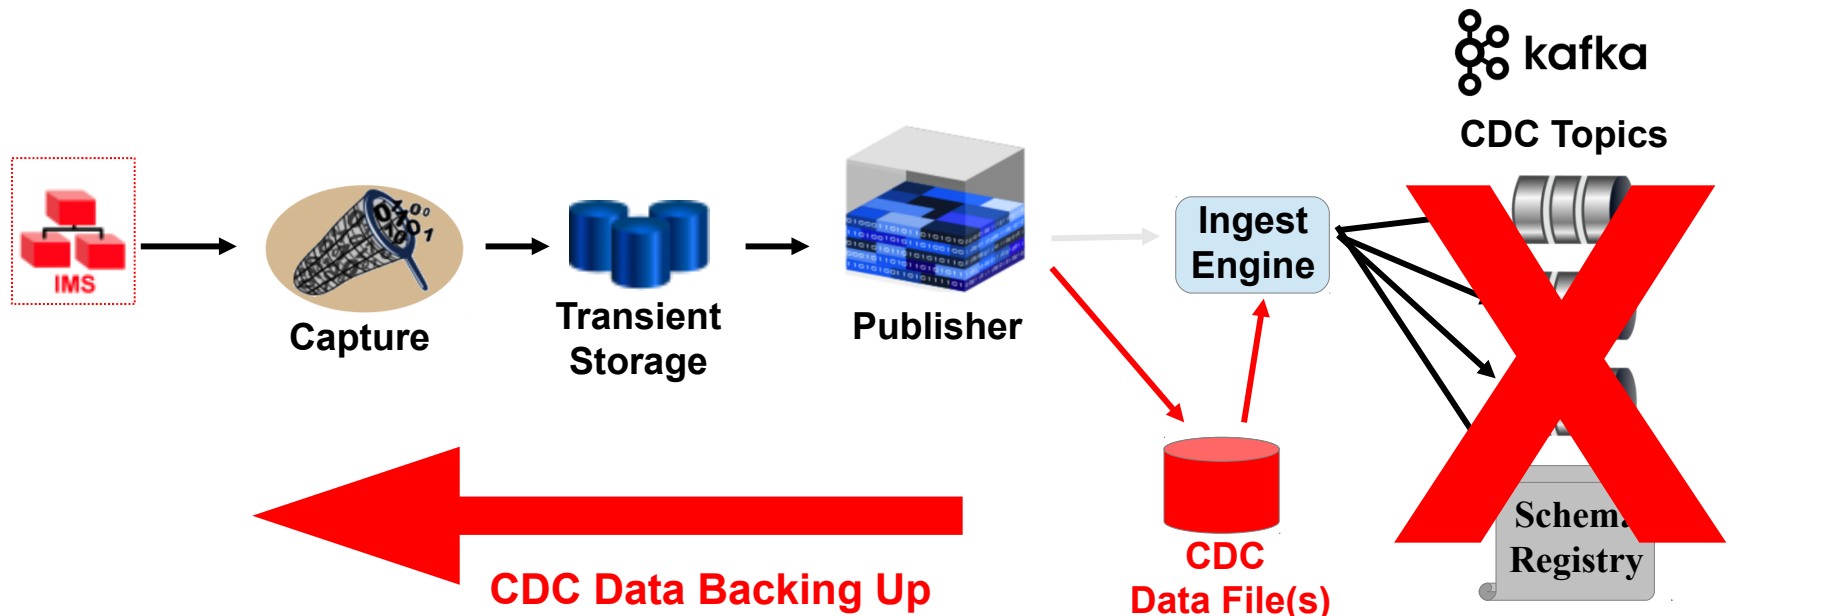 kafka
CDC Topics
IMS
Capture
Transient
Storage
Publisher
Ingest
Engine
Registry
CDC Data Backing Up
CDC
Data File(s)